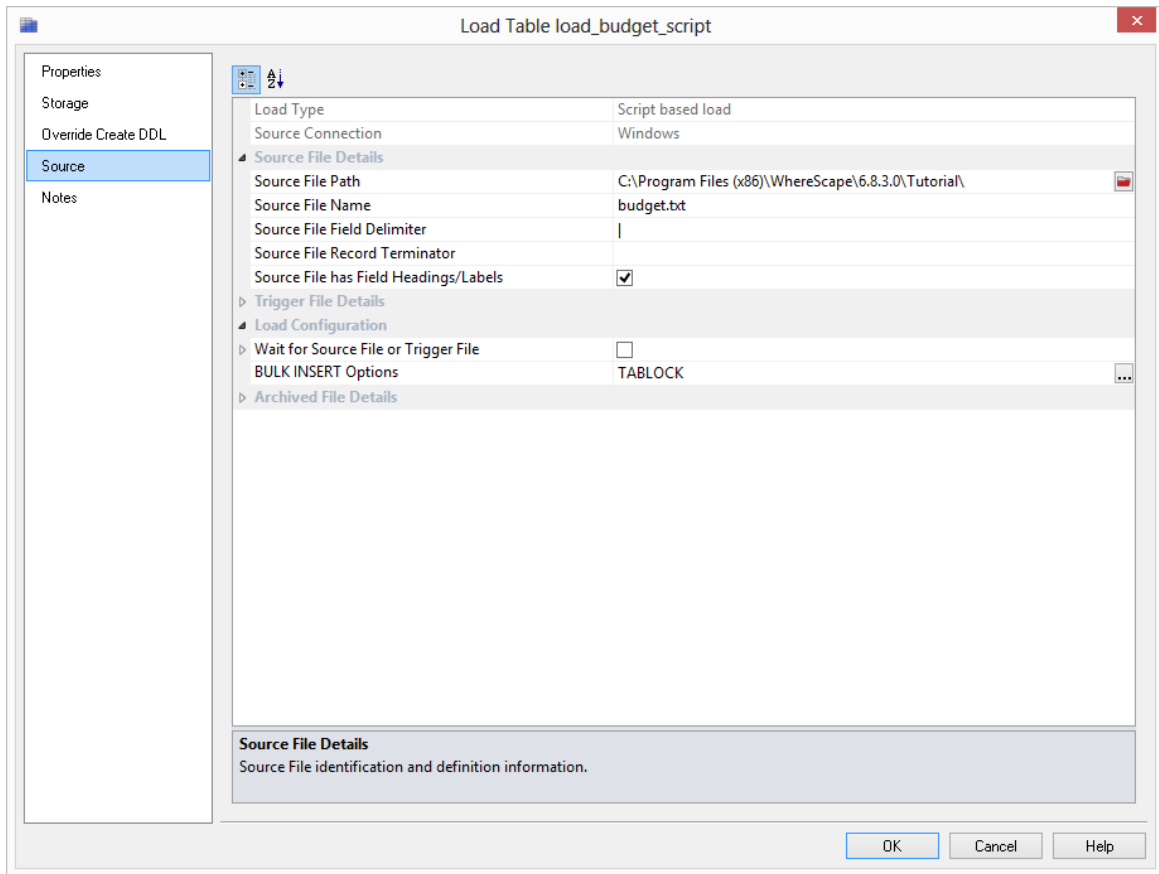 Load Table load_budget_script
Properties
Storage
Override Create DDL
Source
Notes
Load Type Script based load
Source Connection Windows
Source File Details
Source File Path C:\Program Files (x86)\WhereScape\6.8.3.0\Tutorial\
Source File Name budget.txt
Source File Field Delimiter |
Source File Record Terminator
Source File has Field Headings/Labels
Trigger File Details
Load Configuration
Wait for Source File or Trigger File
BULK INSERT Options TABLOCK ...
Archived File Details
Source File Details
Source File identification and definition information.
OK Cancel Help